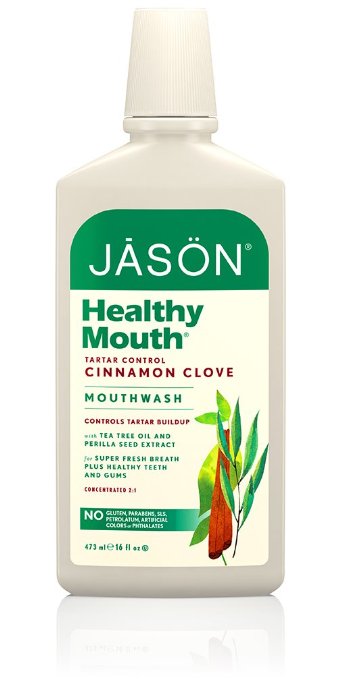 JĀSÖN®
Healthy
Mouth®
TARTAR CONTROL
CINNAMON CLOVE
MOUTHWASH
CONTROLS TARTAR BUILDUP
with TEA TREE OIL AND
PERILLA SEED EXTRACT
for SUPER FRESH BREATH
PLUS HEALTHY TEETH
AND GUMS
CONCENTRATED 2:1
NO GLUTEN, PARABENS, SLS,
PETROLATUM, ARTIFICIAL
COLORS or PHTHALATES
473 ml ℮ 16 fl oz